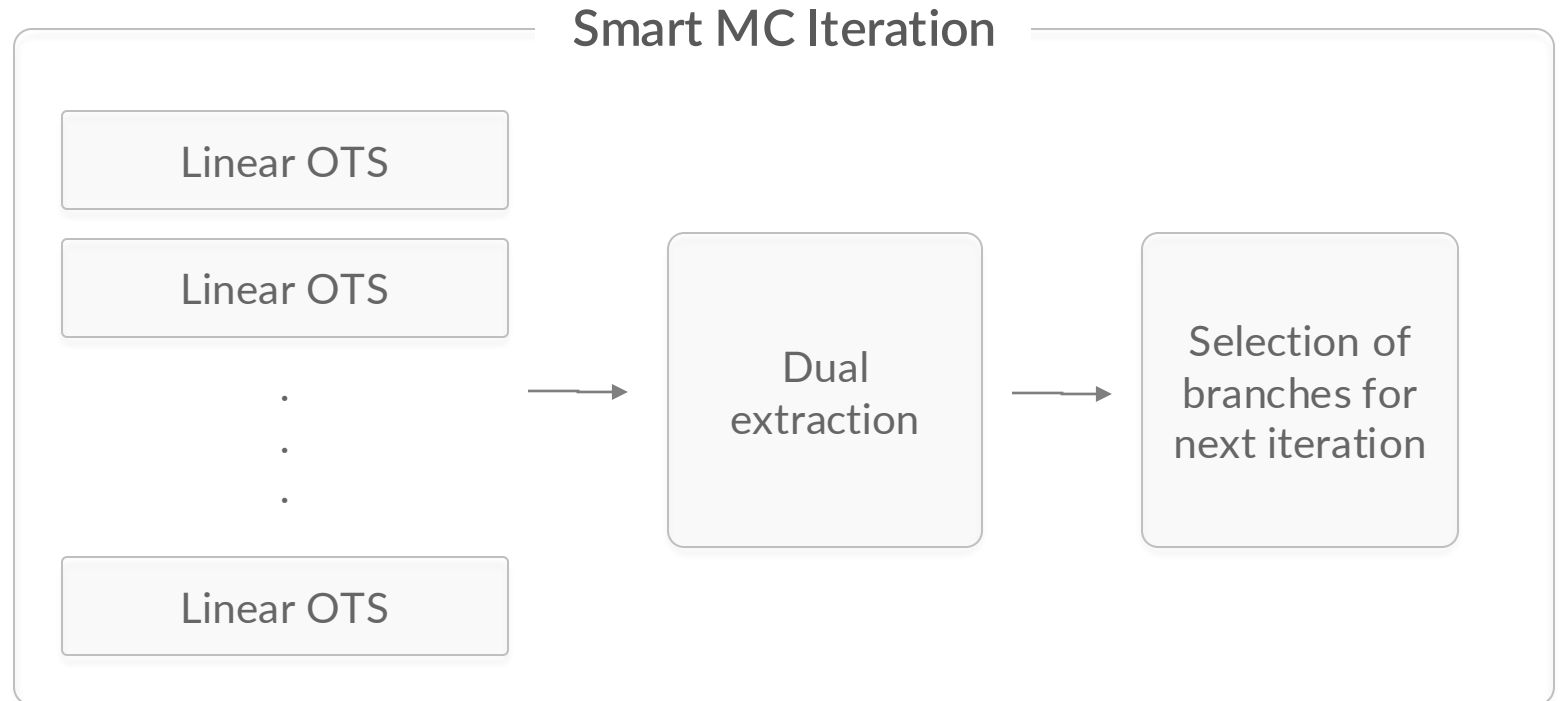 Smart MC Iteration
Linear OTS
Linear OTS
.
.
.
Linear OTS
Dual
extraction
Selection of
branches for
next iteration